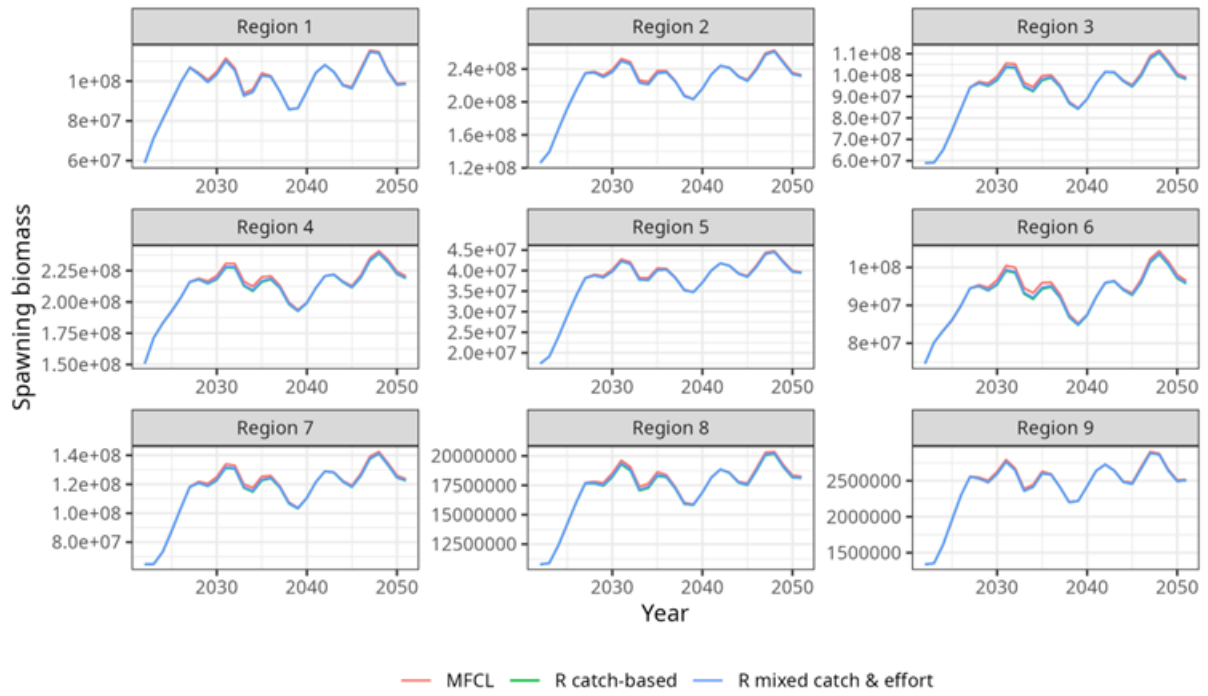 Region 1
Region 2
Region 3
1e+08
8e+07
6e+07
2030 2040 2050
2.4e+08
2.0e+08
1.6e+08
1.2e+08
2030 2040 2050
1.1e+08
1.0e+08
9.0e+07
8.0e+07
7.0e+07
6.0e+07
2030 2040 2050
Spawning biomass
Region 4
Region 5
Region 6
2.25e+08
2.00e+08
1.75e+08
1.50e+08
2030 2040 2050
4.5e+07
4.0e+07
3.5e+07
3.0e+07
2.5e+07
2.0e+07
2030 2040 2050
1e+08
9e+07
8e+07
2030 2040 2050
Region 7
Region 8
Region 9
1.4e+08
1.2e+08
1.0e+08
8.0e+07
2030 2040 2050
20000000
17500000
15000000
12500000
2030 2040 2050
2500000
2000000
1500000
2030 2040 2050
Year
MFCL R catch-based R mixed catch & effort